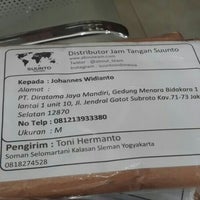 Distributor Jam Tangan Suunto
SUUNTO
Kepada : Johannes Widianto
Alamat :
PT. Diratama Jaya Mandiri, Gedung Menara Bidakara 1
lantai 1 unit 10, Jl. Jendral Gatot Subroto Kav.71-73 Jak
Selatan 12870
No Telp : 081213933380
Ukuran : M
Pengirim : Toni Hermanto
Soman Selomartani Kalasan Sleman Yogyakarta
0818274528